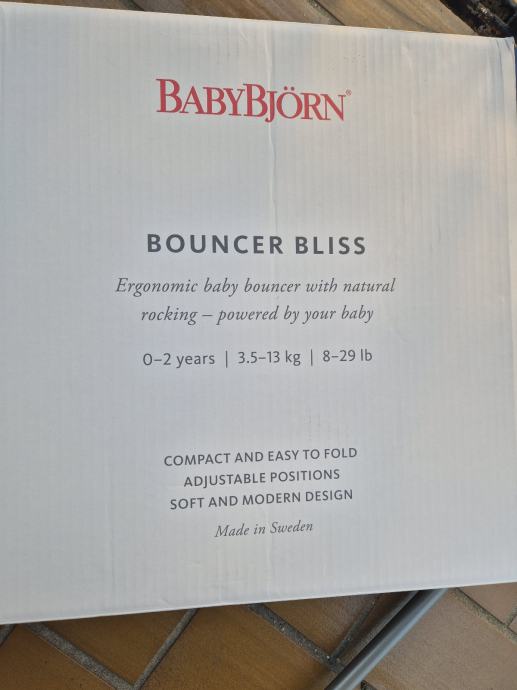 BABYBJÖRN®
BOUNCER BLISS
Ergonomic baby bouncer with natural
rocking – powered by your baby
0–2 years | 3.5–13 kg | 8–29 lb
COMPACT AND EASY TO FOLD
ADJUSTABLE POSITIONS
SOFT AND MODERN DESIGN
Made in Sweden